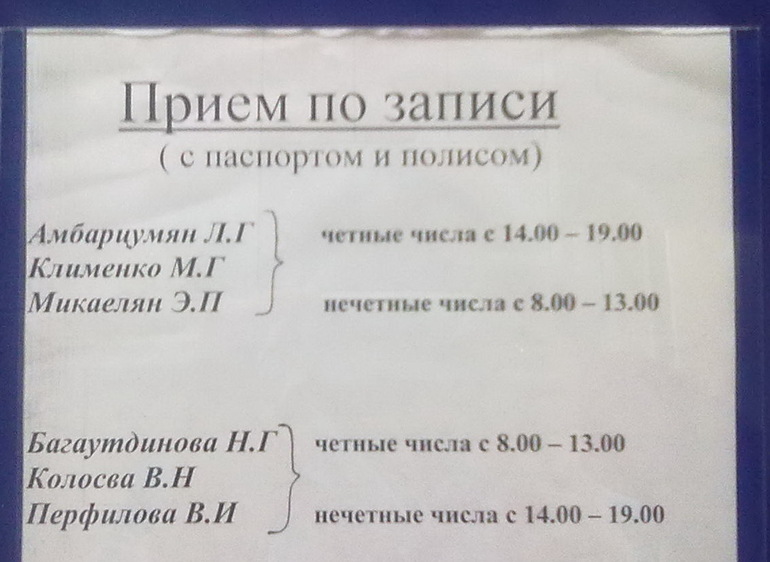 Прием по записи
( с паспортом и полисом)
Амбарцумян Л.Г четные числа с 14.00 – 19.00
Клименко М.Г
Микаелян Э.П нечетные числа с 8.00 – 13.00
Багаутдинова Н.Г четные числа с 8.00 – 13.00
Колосва В.Н
Перфилова В.И нечетные числа с 14.00 – 19.00